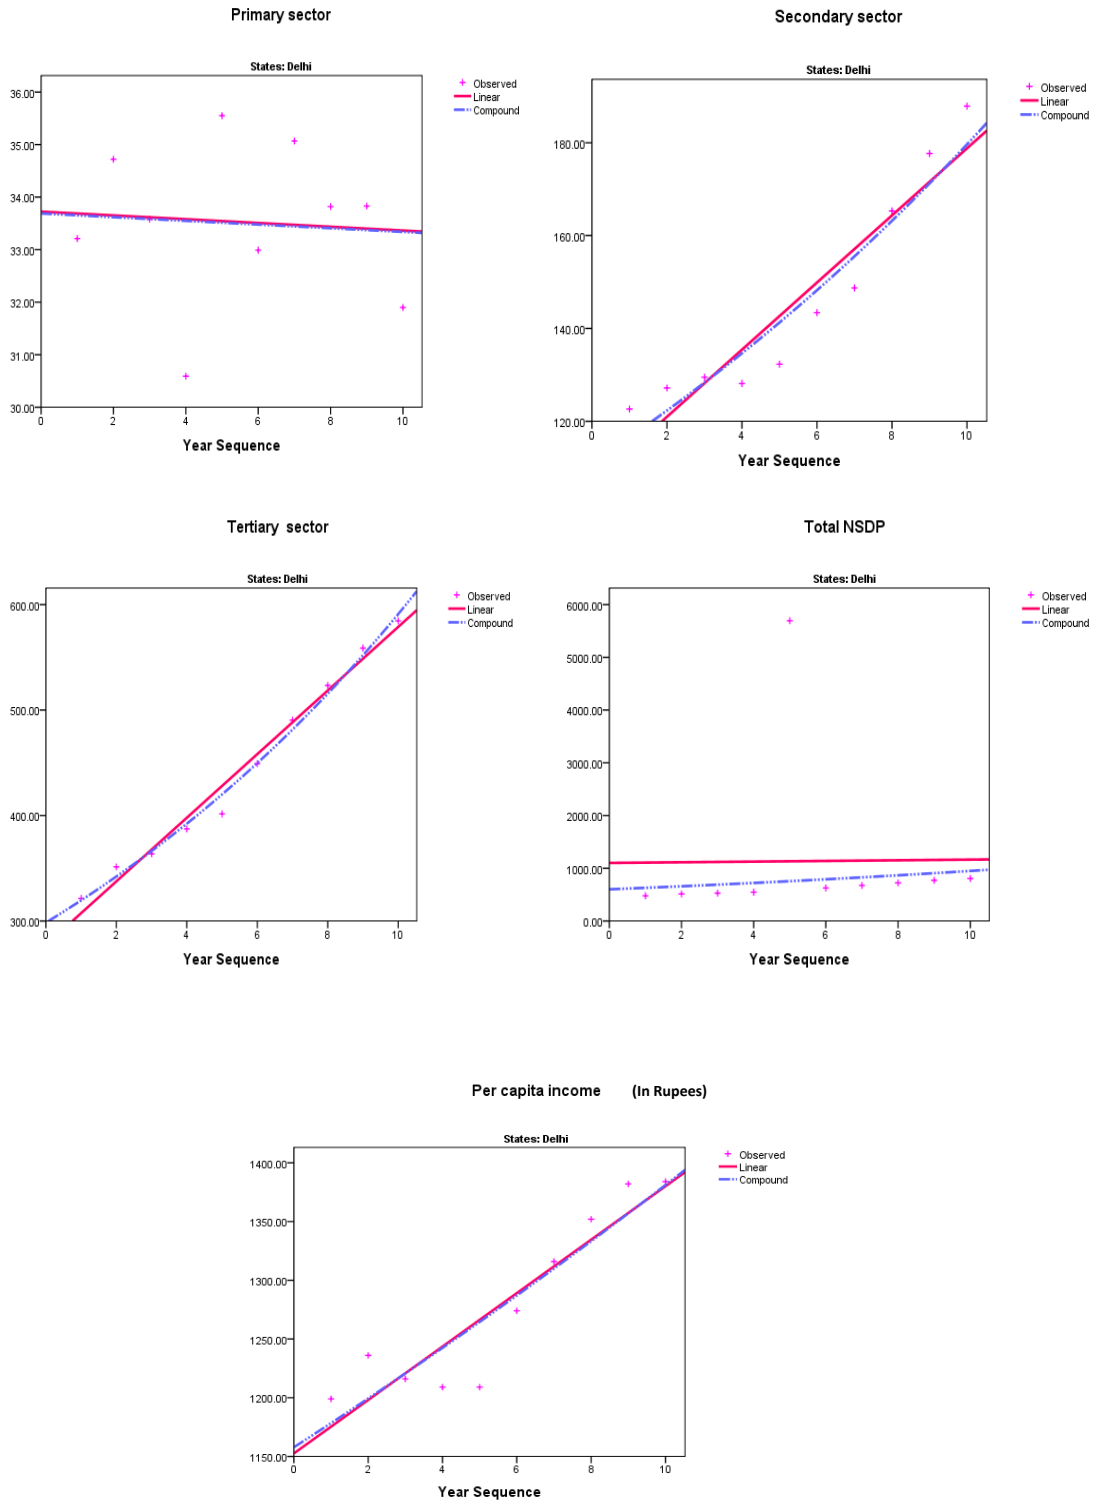 Primary sector
States: Delhi
Observed
Linear
Compound
36.00
35.00
34.00
33.00
32.00
31.00
30.00
0 2 4 6 8 10
Year Sequence
Secondary sector
States: Delhi
Observed
Linear
Compound
180.00
160.00
140.00
120.00
0 2 4 6 8 10
Year Sequence
Tertiary sector
States: Delhi
Observed
Linear
Compound
600.00
500.00
400.00
300.00
0 2 4 6 8 10
Year Sequence
Total NSDP
States: Delhi
Observed
Linear
Compound
6000.00
5000.00
4000.00
3000.00
2000.00
1000.00
0.00
0 2 4 6 8 10
Year Sequence
Per capita income (In Rupees)
States: Delhi
Observed
Linear
Compound
1400.00
1350.00
1300.00
1250.00
1200.00
1150.00
0 2 4 6 8 10
Year Sequence